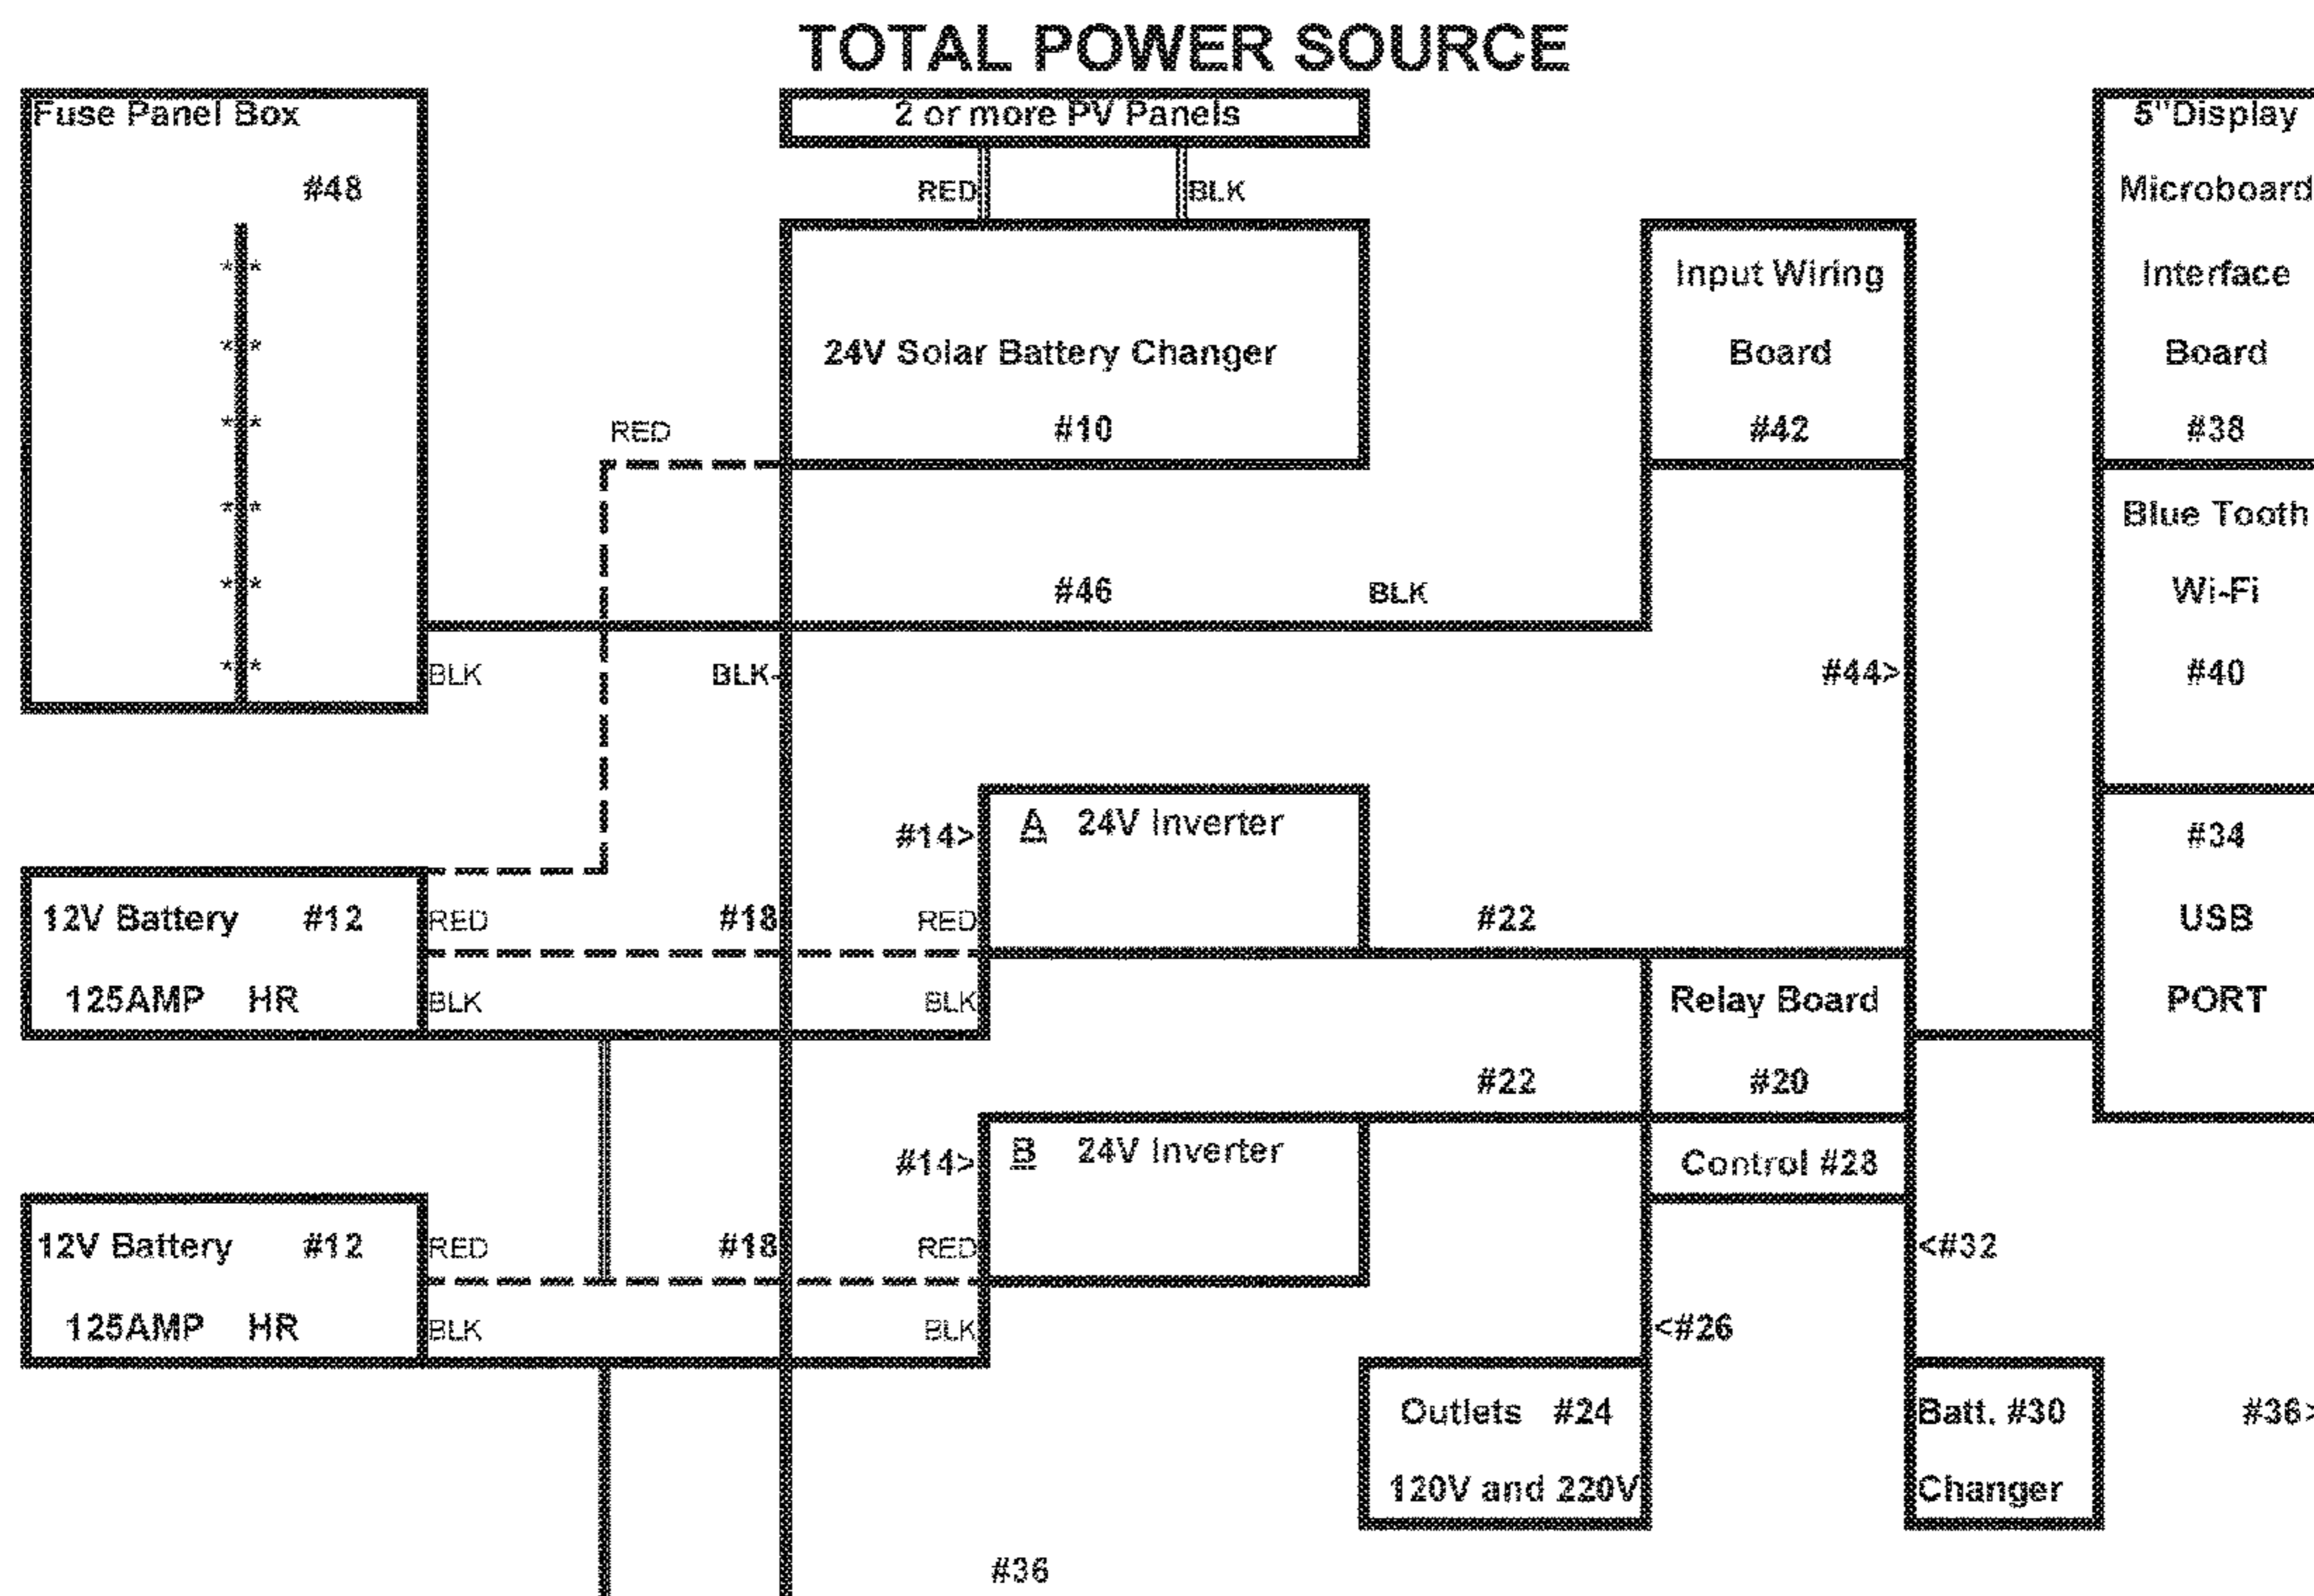 TOTAL POWER SOURCE
Fuse Panel Box
#48
* *
* *
* *
* *
* *
* *
BLK
2 or more PV Panels
RED
BLK
24V Solar Battery Changer
#10
RED
#46
BLK
BLK-
Input Wiring
Board
#42
#44>
5"Display
Microboard
Interface
Board
#38
Blue Tooth
Wi-Fi
#40
#34
USB
PORT
12V Battery #12
125AMP HR
RED
BLK
#18
#14>
RED
BLK
A 24V Inverter
#22
Relay Board
#20
#22
Control #28
12V Battery #12
125AMP HR
RED
BLK
#18
#14>
RED
BLK
B 24V Inverter
<#32
<#26
Outlets #24
120V and 220V
Batt. #30
Changer
#36>
#36